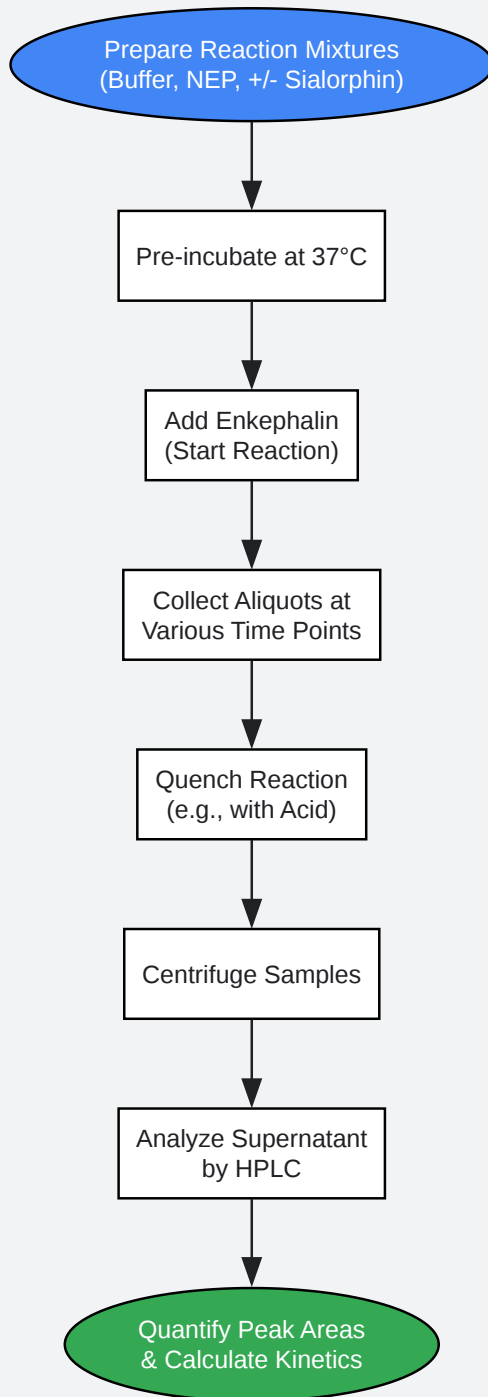 Prepare Reaction Mixtures
(Buffer, NEP, +/- Sialorphin)
Pre-incubate at 37°C
Add Enkephalin
(Start Reaction)
Collect Aliquots at
Various Time Points
Quench Reaction
(e.g., with Acid)
Centrifuge Samples
Analyze Supernatant
by HPLC
Quantify Peak Areas
& Calculate Kinetics